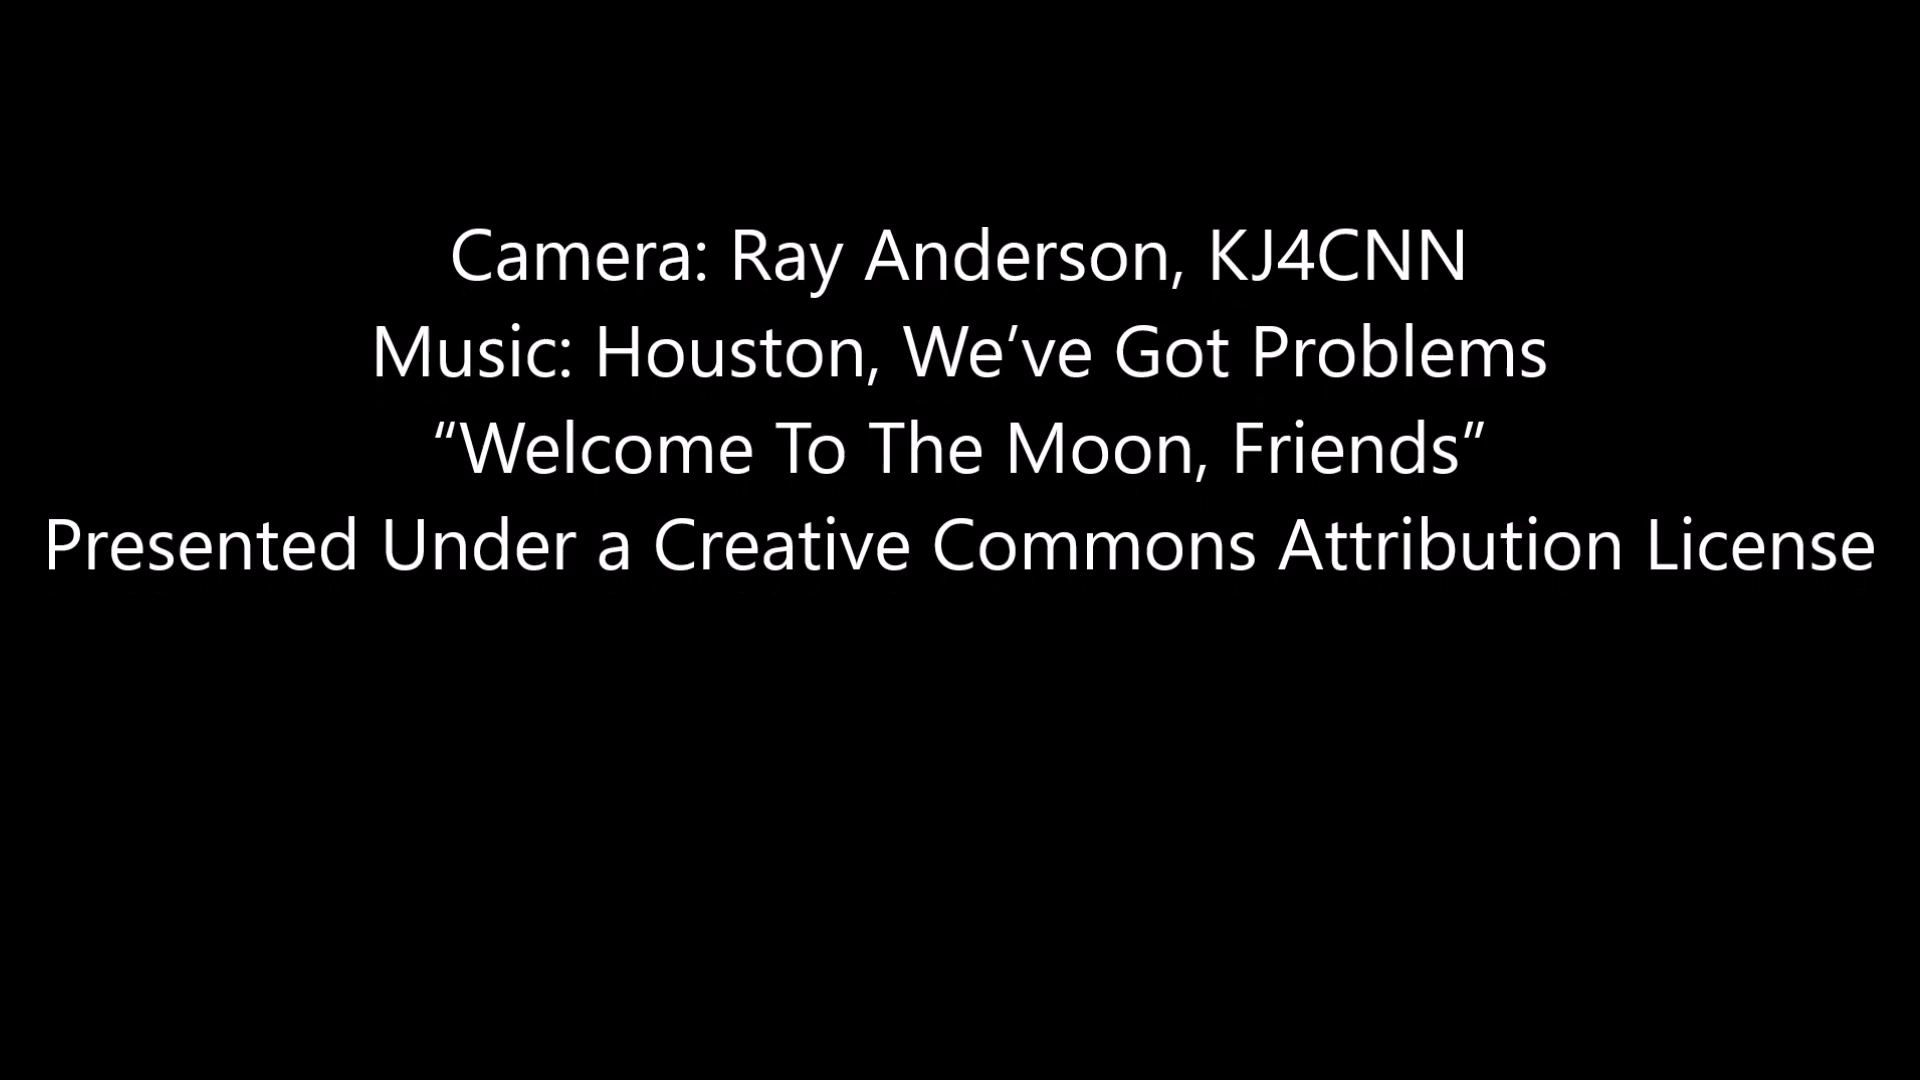 Camera: Ray Anderson, KJ4CNN
Music: Houston, We’ve Got Problems
“Welcome To The Moon, Friends”
Presented Under a Creative Commons Attribution License